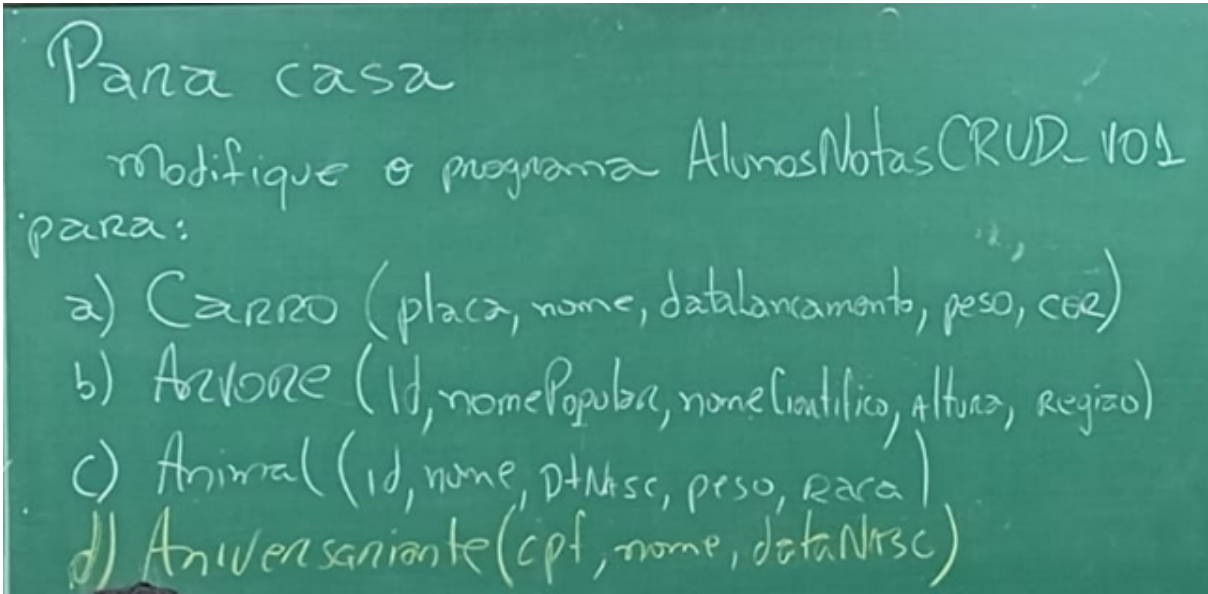 Para casa
modifique o programa AlunosNotasCRUD_V01
para:
a) CARRO (placa, nome, dataLancamento, peso, COR)
b) ARVORE (Id, nomePopular, nomeCientifico, Altura, Região)
c) Animal (id, nome, DtNasc, peso, RACA)
d) Aniversariante (cpf, nome, dataNasc)